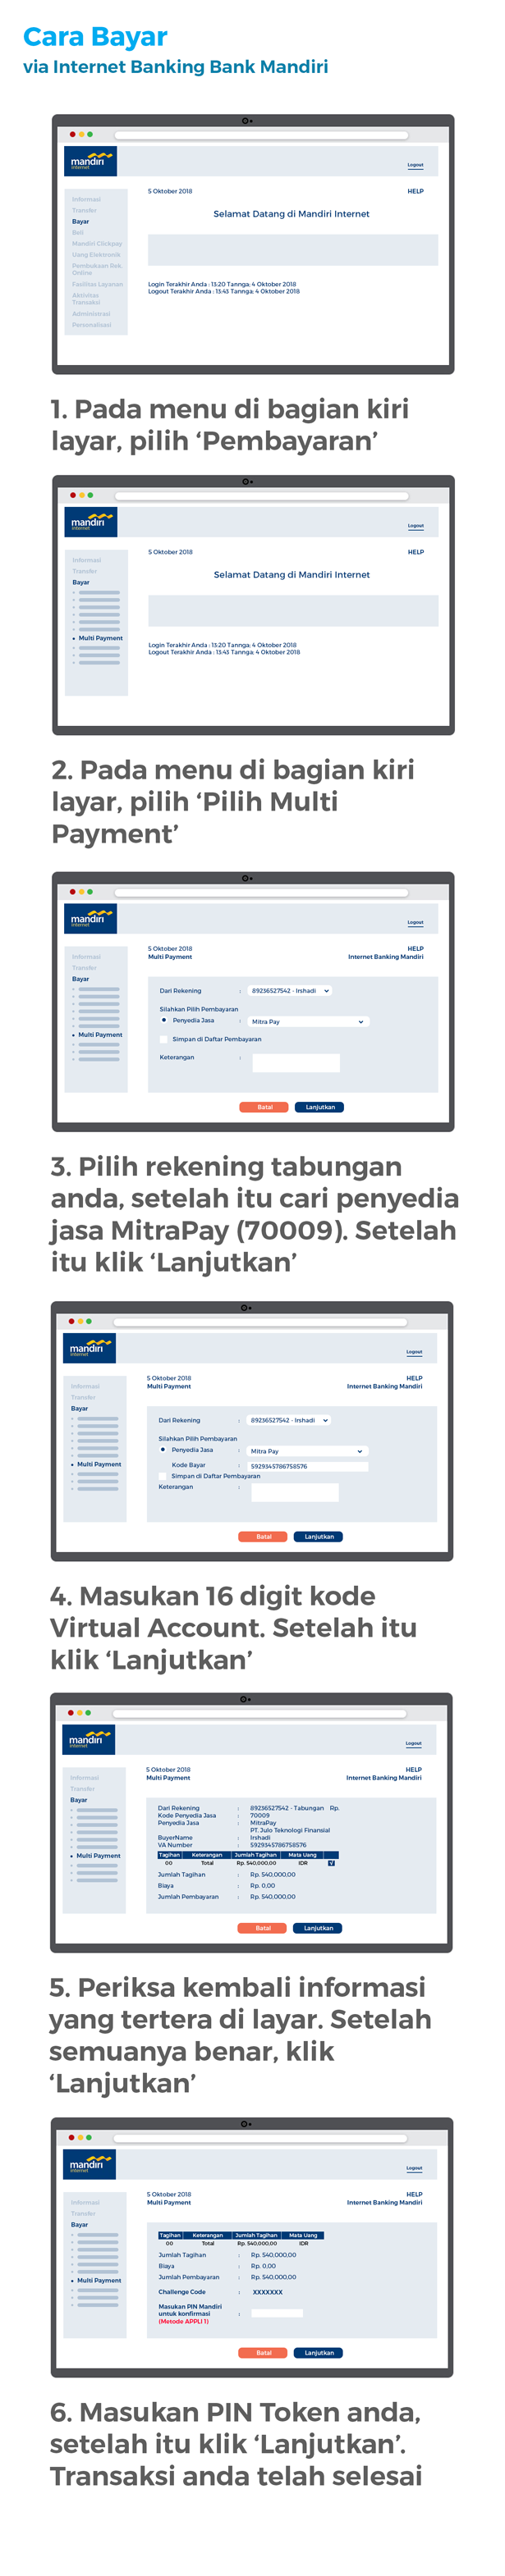 Cara Bayar
via Internet Banking Bank Mandiri
mandiri
internet
Logout
Informasi
Transfer
Bayar
Beli
Mandiri Clickpay
Uang Elektronik
Pembukaan Rek
Online
Fasilitas Layanan
Aktivitas
Transaksi
Administrasi
Personalisasi
5 Oktober 2018
HELP
Selamat Datang di Mandiri Internet
Login Terakhir Anda : 13:20 Tannga; 4 Oktober 2018
Logout Terakhir Anda : 13:43 Tannga; 4 Oktober 2018
1. Pada menu di bagian kiri
layar, pilih ‘Pembayaran’
mandiri
internet
Logout
Informasi
Transfer
Bayar
Multi Payment
5 Oktober 2018
HELP
Selamat Datang di Mandiri Internet
Login Terakhir Anda : 13:20 Tannga; 4 Oktober 2018
Logout Terakhir Anda : 13:43 Tannga; 4 Oktober 2018
2. Pada menu di bagian kiri
layar, pilih ‘Pilih Multi
Payment’
mandiri
internet
Logout
Informasi
Transfer
Bayar
Multi Payment
5 Oktober 2018
HELP
Multi Payment
Internet Banking Mandiri
Dari Rekening : 89236527542 - Irshadi
Silahkan Pilih Pembayaran
Penyedia Jasa : Mitra Pay
Simpan di Daftar Pembayaran
Keterangan :
Batal
Lanjutkan
3. Pilih rekening tabungan
anda, setelah itu cari penyedia
jasa MitraPay (70009). Setelah
itu klik ‘Lanjutkan’
mandiri
internet
Logout
Informasi
Transfer
Bayar
Multi Payment
5 Oktober 2018
HELP
Multi Payment
Internet Banking Mandiri
Dari Rekening : 89236527542 - Irshadi
Silahkan Pilih Pembayaran
Penyedia Jasa : Mitra Pay
Kode Bayar : 5929345786758576
Simpan di Daftar Pembayaran
Keterangan :
Batal
Lanjutkan
4. Masukan 16 digit kode
Virtual Account. Setelah itu
klik ‘Lanjutkan’
mandiri
internet
Logout
Informasi
Transfer
Bayar
Multi Payment
5 Oktober 2018
HELP
Multi Payment
Internet Banking Mandiri
Dari Rekening : 89236527542 - Tabungan Rp.
Kode Penyedia Jasa : 70009
Penyedia Jasa : MitraPay
PT. Julo Teknologi Finansial
BuyerName : Irshadi
VA Number : 5929345786758576
Tagihan Keterangan Jumlah Tagihan Mata Uang
00 Total Rp. 540.000,00 IDR
Jumlah Tagihan : Rp. 540.000,00
Biaya : Rp. 0,00
Jumlah Pembayaran : Rp. 540.000,00
Batal
Lanjutkan
5. Periksa kembali informasi
yang tertera di layar. Setelah
semuanya benar, klik
‘Lanjutkan’
mandiri
internet
Logout
Informasi
Transfer
Bayar
Multi Payment
5 Oktober 2018
HELP
Multi Payment
Internet Banking Mandiri
Tagihan Keterangan Jumlah Tagihan Mata Uang
00 Total Rp. 540.000,00 IDR
Jumlah Tagihan : Rp. 540.000,00
Biaya : Rp. 0,00
Jumlah Pembayaran : Rp. 540.000,00
Challenge Code : XXXXXXX
Masukan PIN Mandiri
untuk konfirmasi :
(Metode APPLI 1)
Batal
Lanjutkan
6. Masukan PIN Token anda,
setelah itu klik ‘Lanjutkan’.
Transaksi anda telah selesai